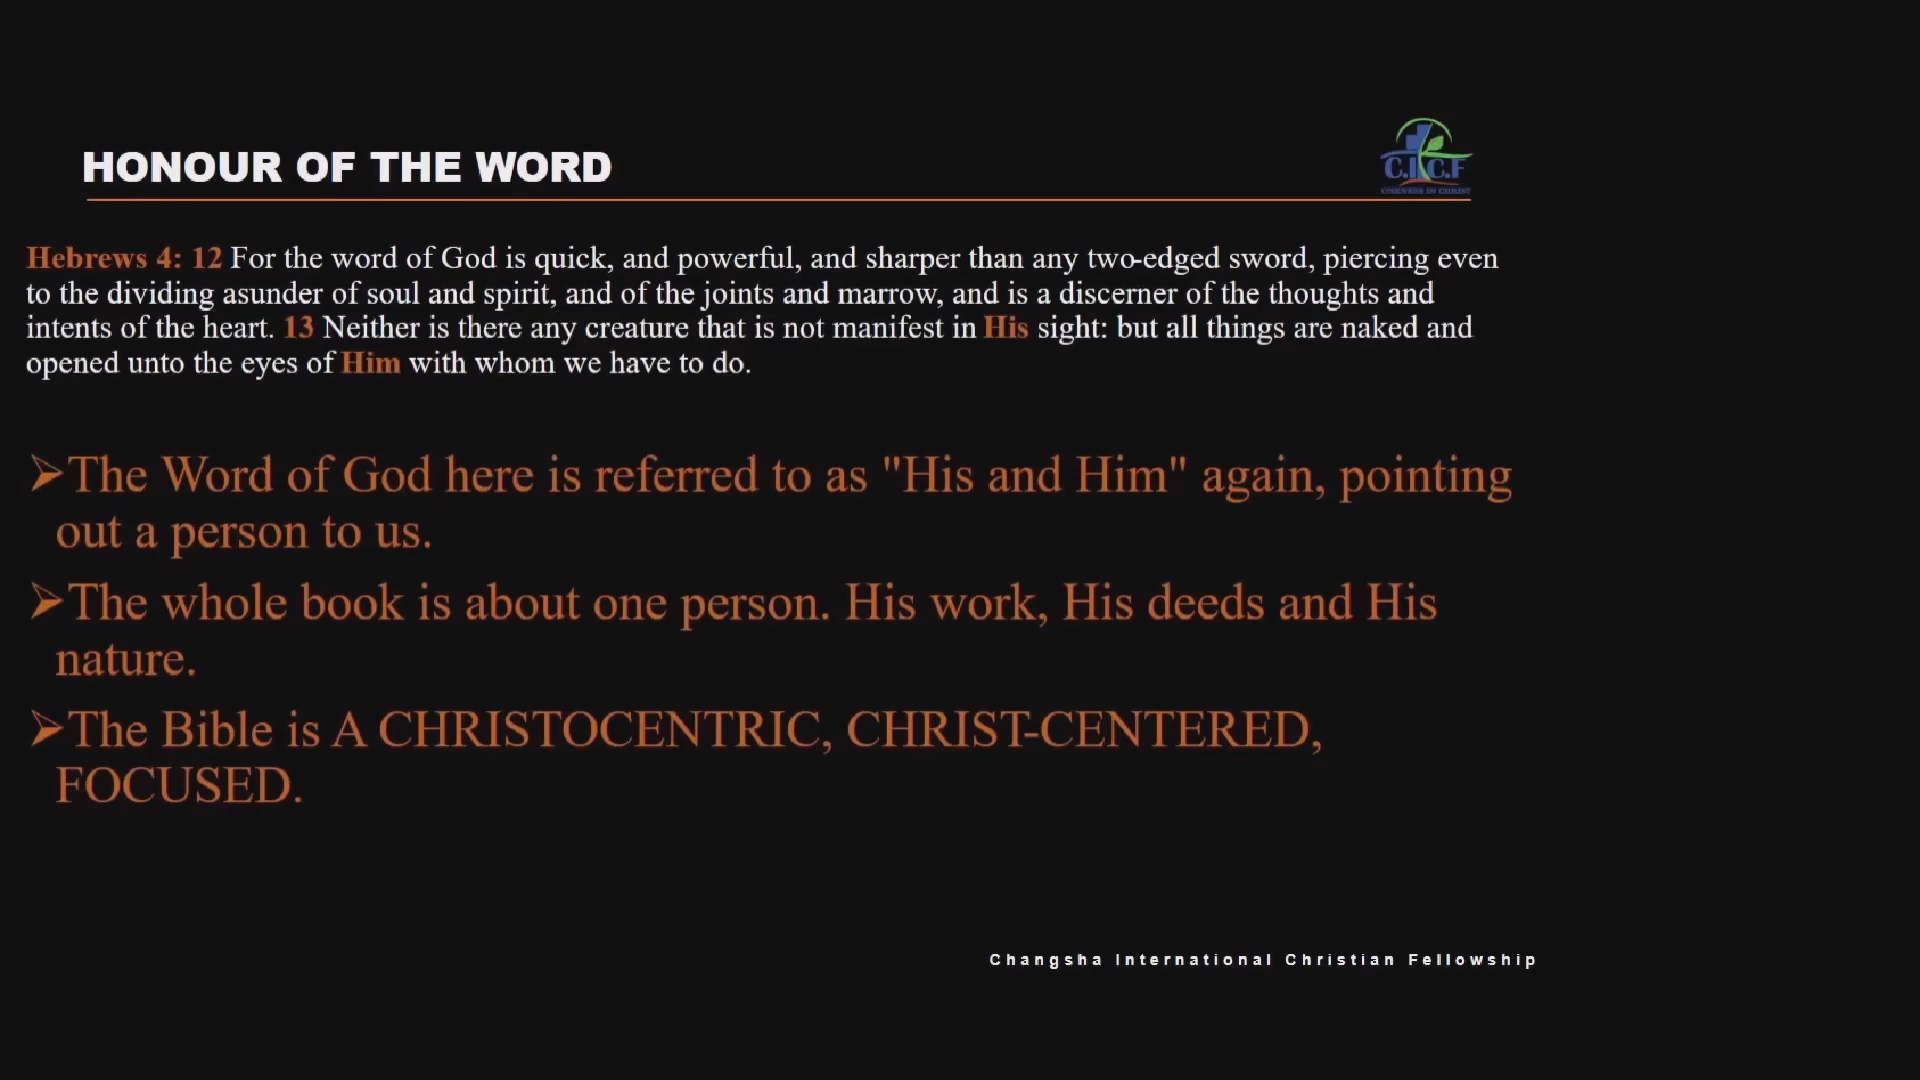 HONOUR OF THE WORD
C.I.C.F
Hebrews 4: 12 For the word of God is quick, and powerful, and sharper than any two-edged sword, piercing even
to the dividing asunder of soul and spirit, and of the joints and marrow, and is a discerner of the thoughts and
intents of the heart. 13 Neither is there any creature that is not manifest in His sight: but all things are naked and
opened unto the eyes of Him with whom we have to do.
➤The Word of God here is referred to as "His and Him" again, pointing
out a person to us.
➤The whole book is about one person. His work, His deeds and His
nature.
➤The Bible is A CHRISTOCENTRIC, CHRIST-CENTERED,
FOCUSED.
Changsha International Christian Fellowship